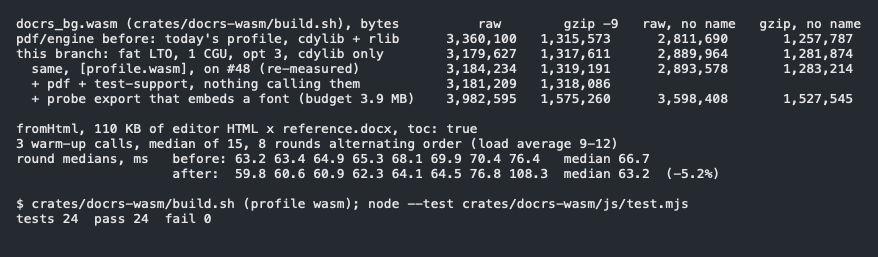 docrs_bg.wasm (crates/docrs-wasm/build.sh), bytes raw gzip -9 raw, no name gzip, no name
pdf/engine before: today's profile, cdylib + rlib 3,360,100 1,315,573 2,811,690 1,257,787
this branch: fat LTO, 1 CGU, opt 3, cdylib only 3,179,627 1,317,611 2,889,964 1,281,874
same, [profile.wasm], on #48 (re-measured) 3,184,234 1,319,191 2,893,578 1,283,214
+ pdf + test-support, nothing calling them 3,181,209 1,318,086
+ probe export that embeds a font (budget 3.9 MB) 3,982,595 1,575,260 3,598,408 1,527,545
fromHtml, 110 KB of editor HTML x reference.docx, toc: true
3 warm-up calls, median of 15, 8 rounds alternating order (load average 9-12)
round medians, ms before: 63.2 63.4 64.9 65.3 68.1 69.9 70.4 76.4 median 66.7
after: 59.8 60.6 60.9 62.3 64.1 64.5 76.8 108.3 median 63.2 (-5.2%)
$ crates/docrs-wasm/build.sh (profile wasm); node --test crates/docrs-wasm/js/test.mjs
tests 24 pass 24 fail 0